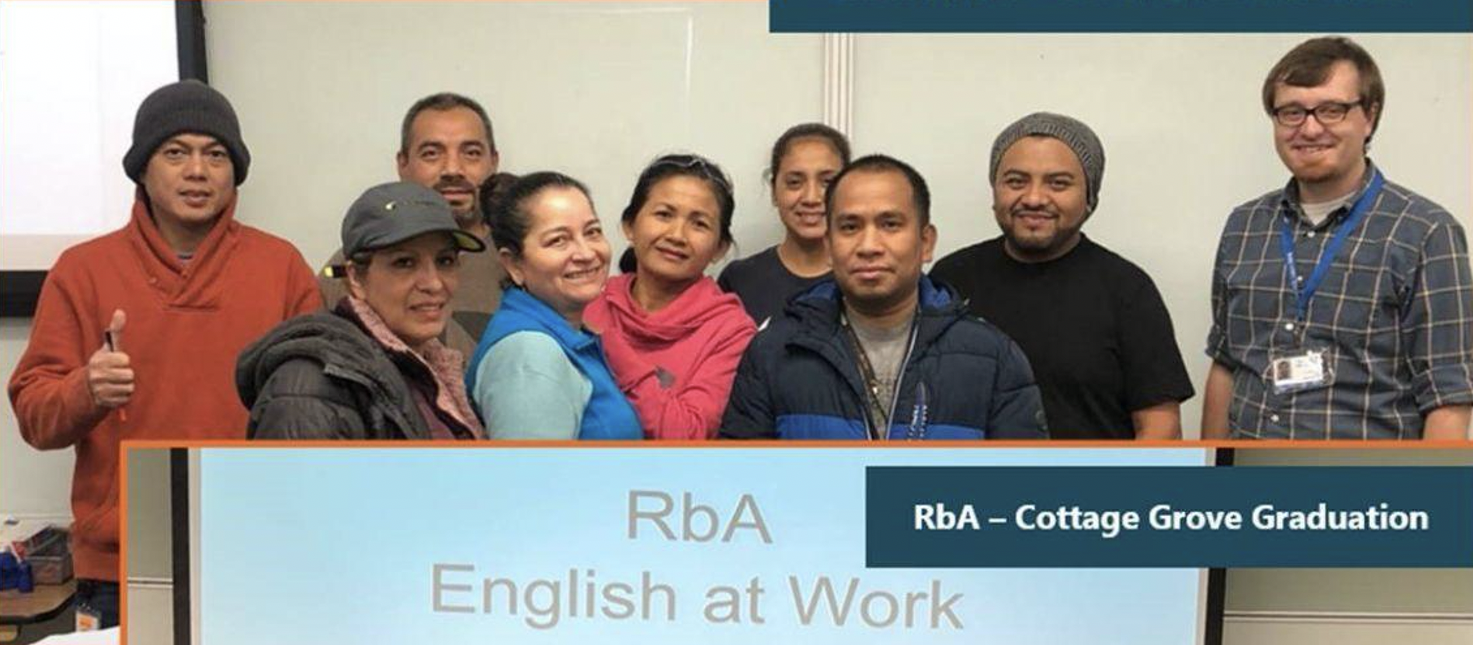 RbA – Cottage Grove Graduation
RbA
English at Work